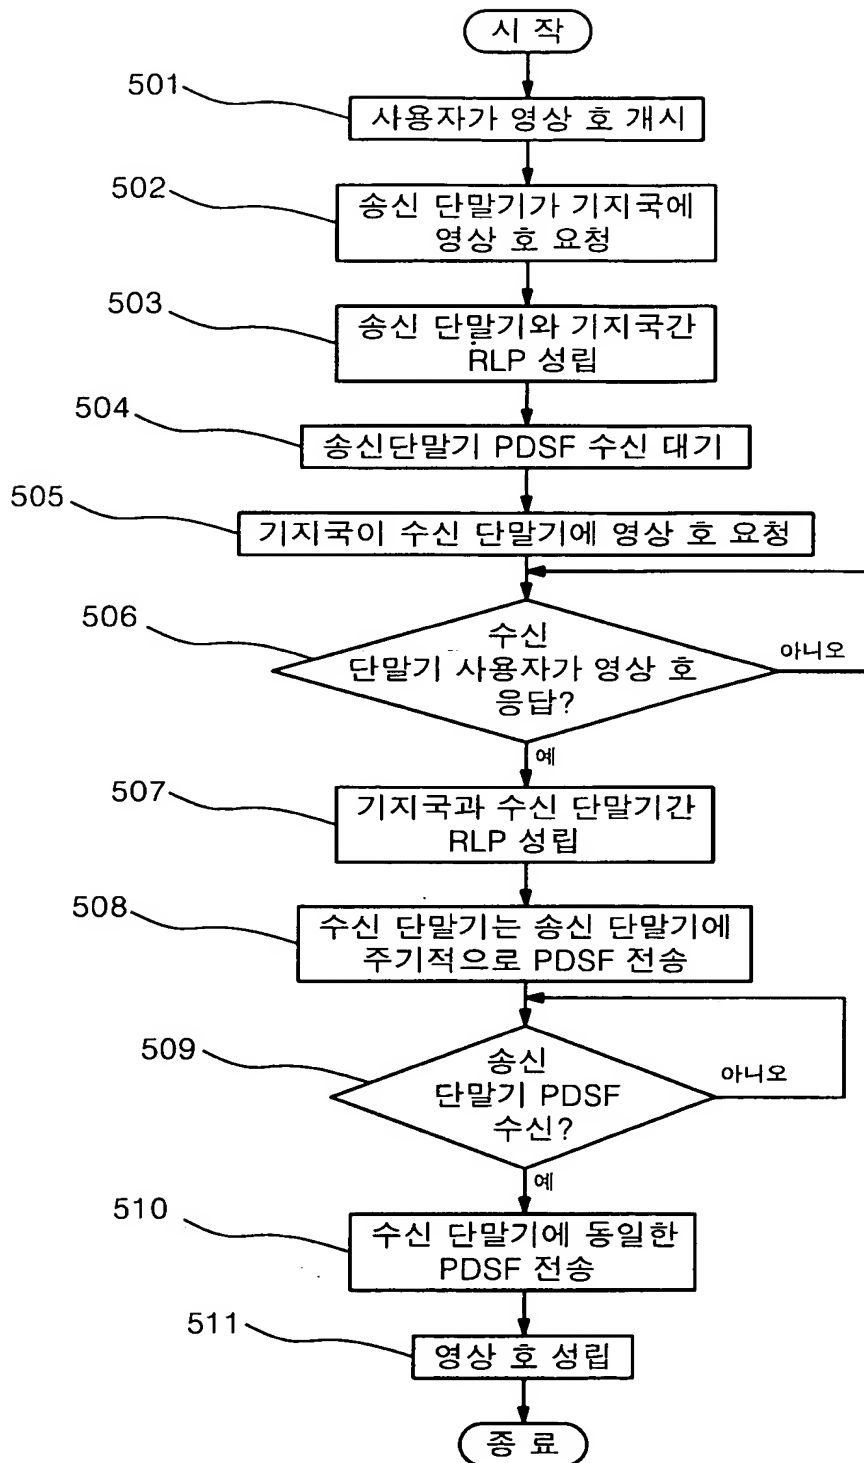 시 작
501
사용자가 영상 호 개시
502
송신 단말기가 기지국에
영상 호 요청
503
송신 단말기와 기지국간
RLP 성립
504
송신단말기 PDSF 수신 대기
505
기지국이 수신 단말기에 영상 호 요청
506
수신
단말기 사용자가 영상 호
응답?
아니오
예
507
기지국과 수신 단말기간
RLP 성립
508
수신 단말기는 송신 단말기에
주기적으로 PDSF 전송
509
송신
단말기 PDSF
수신?
아니오
예
510
수신 단말기에 동일한
PDSF 전송
511
영상 호 성립
종 료